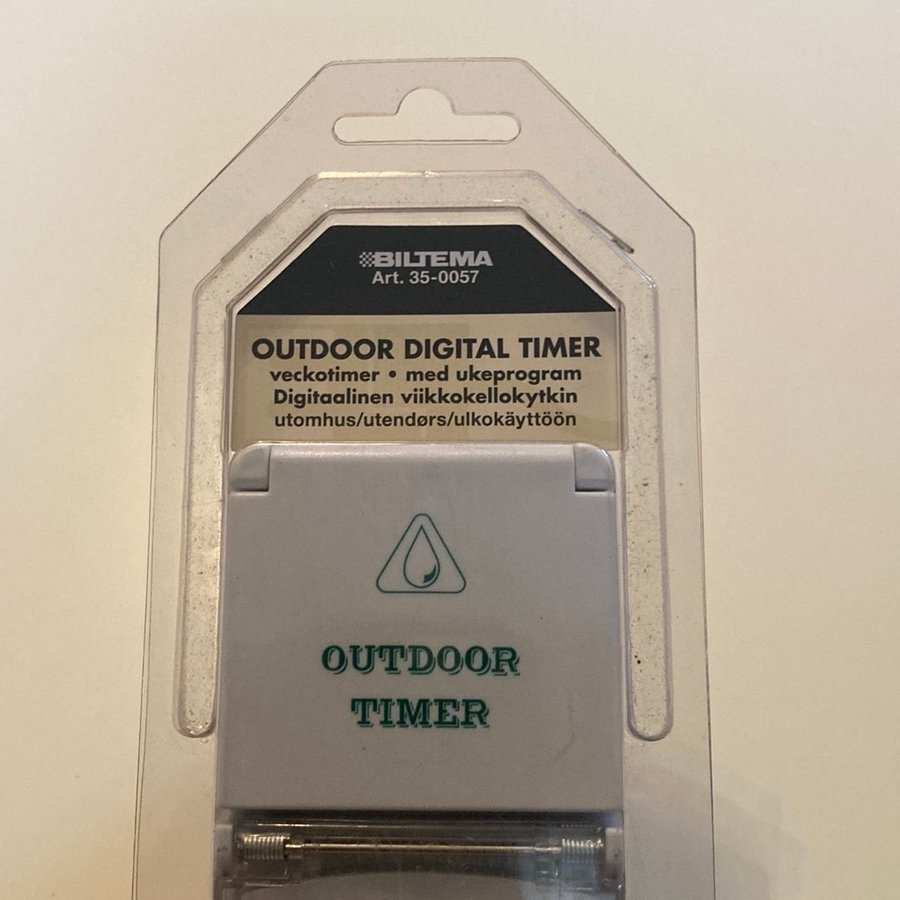 BILTEMA
Art. 35-0057
OUTDOOR DIGITAL TIMER
veckotimer • med ukeprogram
Digitaalinen viikkokellokytkin
utomhus/utendørs/ulkokäyttöön
OUTDOOR
TIMER